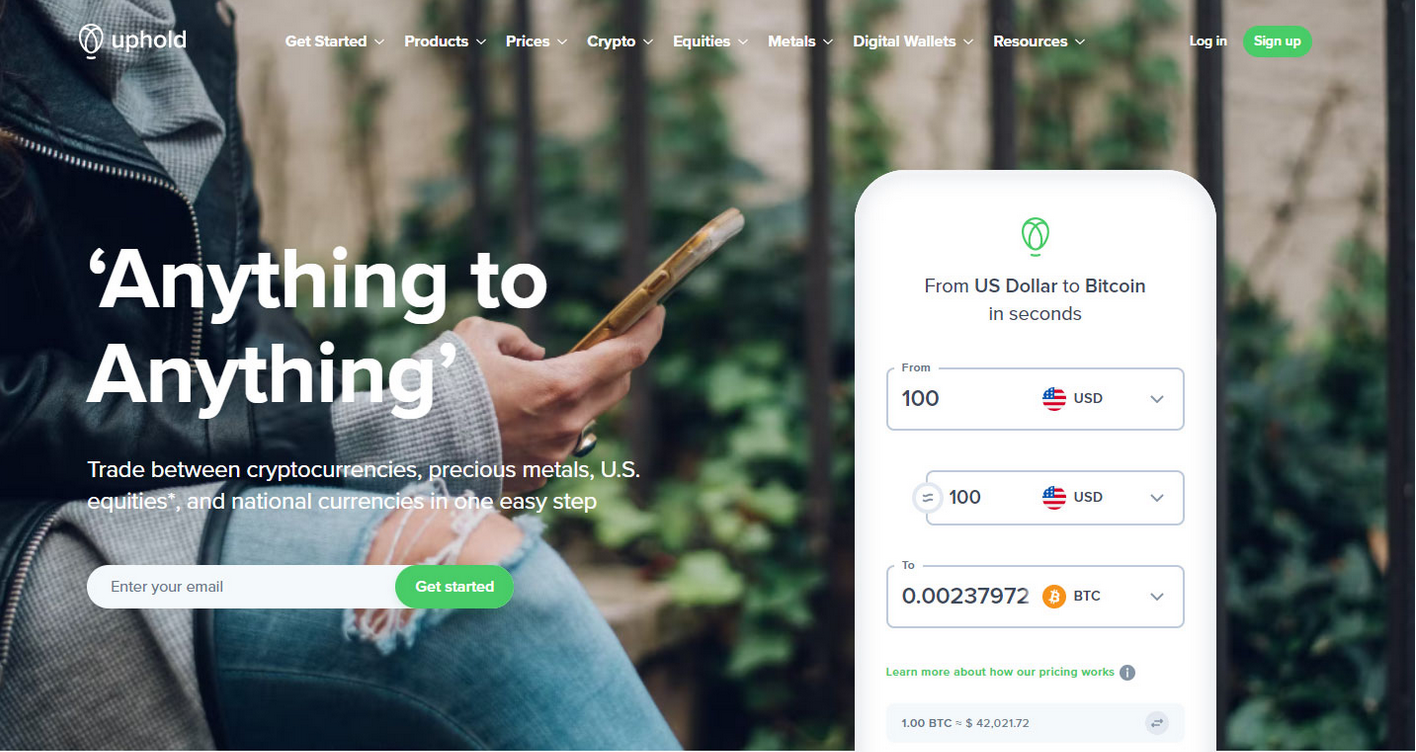 uphold
Get Started
Products
Prices
Crypto
Equities
Metals
Digital Wallets
Resources
Log in
Sign up
‘Anything to
Anything’
Trade between cryptocurrencies, precious metals, U.S.
equities*, and national currencies in one easy step
Enter your email
Get started
From US Dollar to Bitcoin
in seconds
From
100 USD
100 USD
To
0.00237972 BTC
Learn more about how our pricing works
1.00 BTC ≈ $ 42,021.72